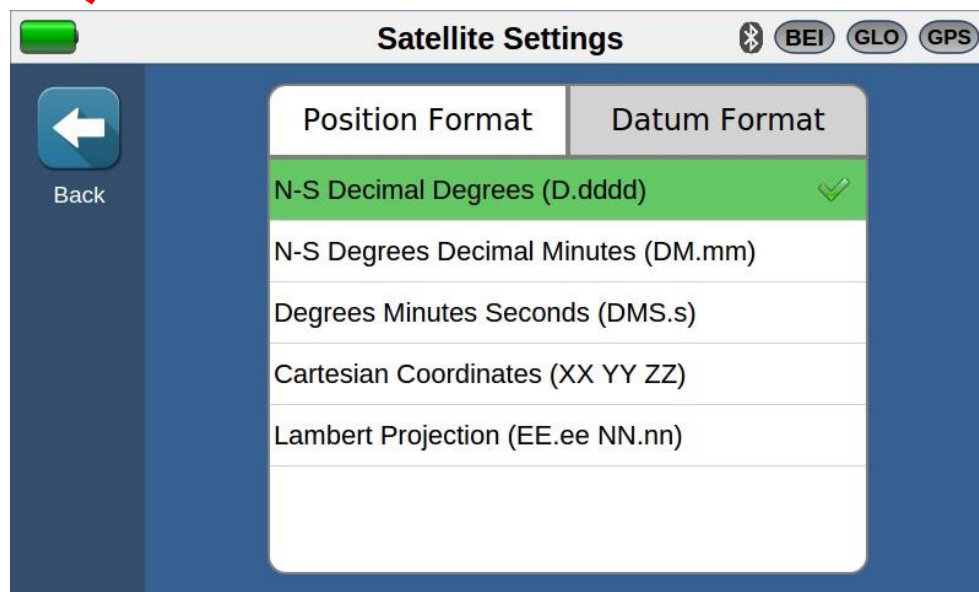 Satellite Settings
BEI GLO GPS
Back
Position Format
Datum Format
N-S Decimal Degrees (D.dddd)
N-S Degrees Decimal Minutes (DM.mm)
Degrees Minutes Seconds (DMS.s)
Cartesian Coordinates (XX YY ZZ)
Lambert Projection (EE.ee NN.nn)